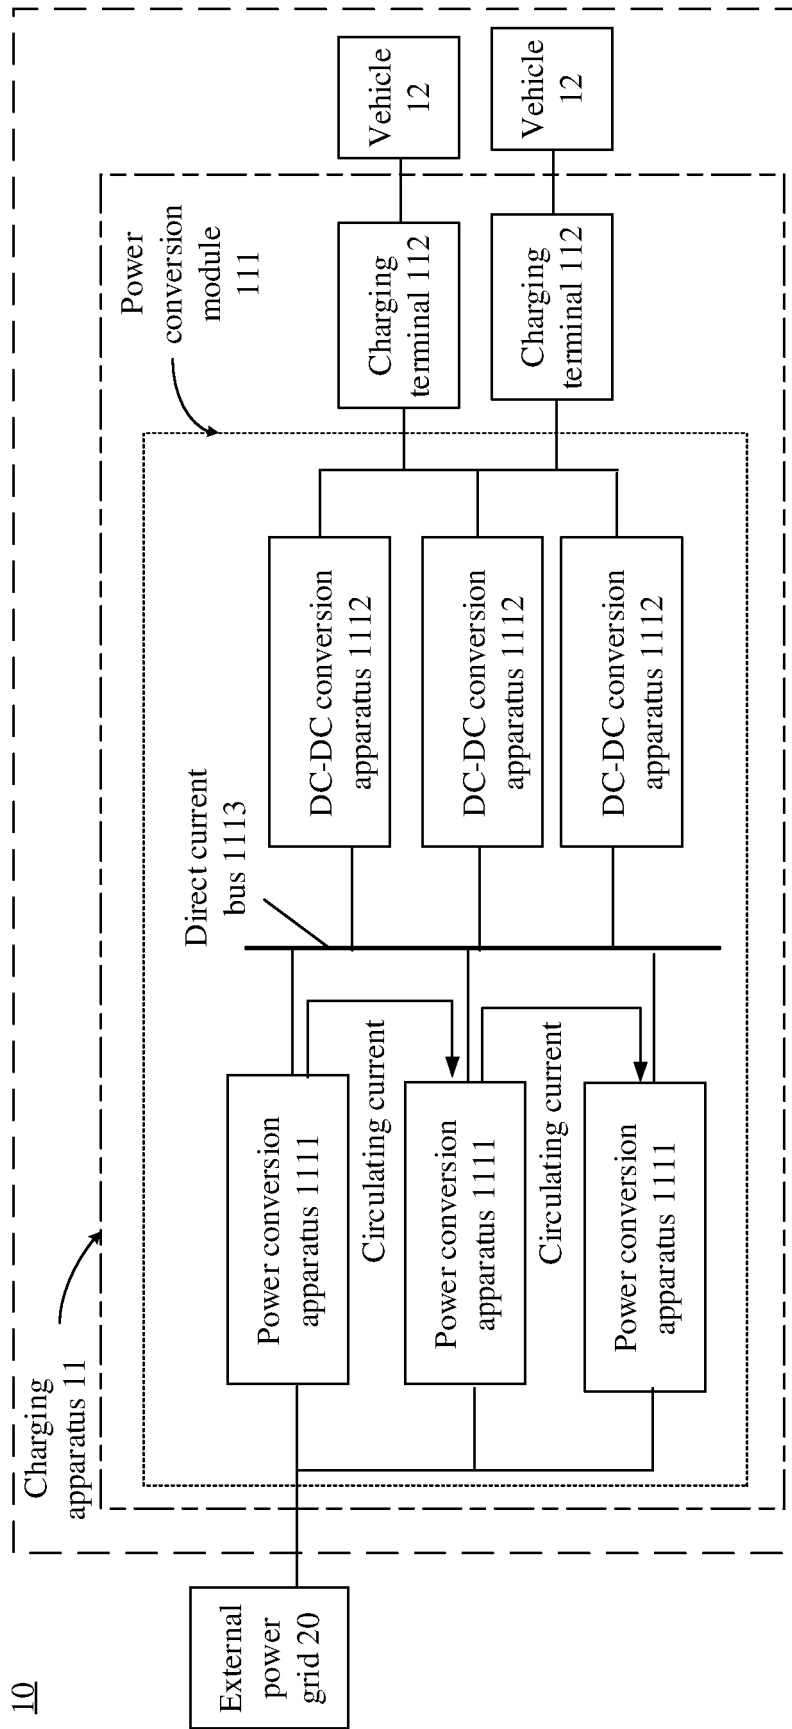 10
External
power
grid 20
Charging
apparatus 11
Power conversion
apparatus 1111
Circulating current
Power conversion
apparatus 1111
Circulating current
Power conversion
apparatus 1111
Direct current
bus 1113
DC-DC conversion
apparatus 1112
DC-DC conversion
apparatus 1112
DC-DC conversion
apparatus 1112
Power
conversion
module
111
Charging
terminal 112
Charging
terminal 112
Vehicle
12
Vehicle
12